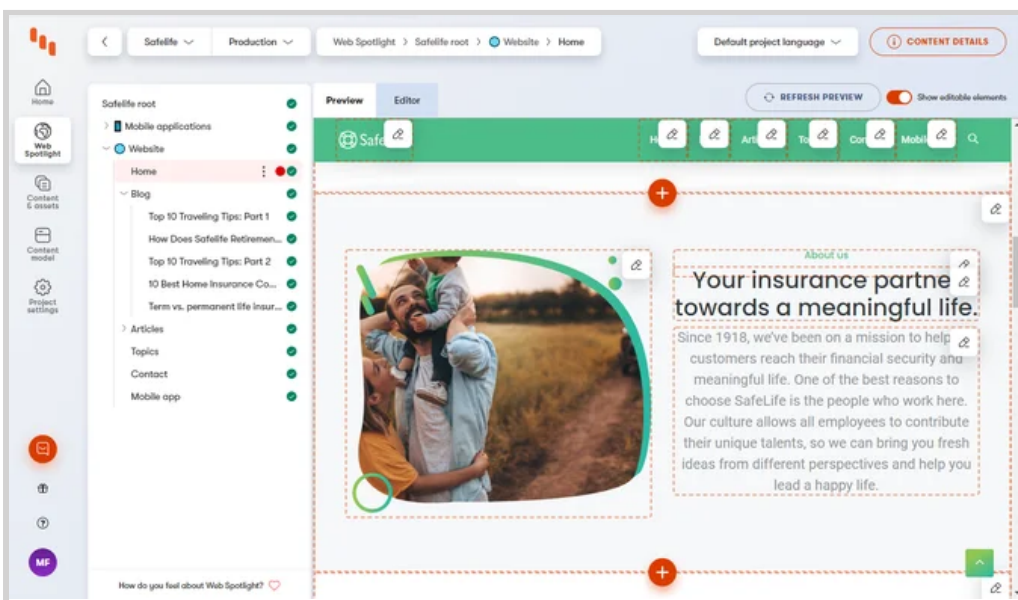 Safelife
Production
Web Spotlight > Safelife root > Website > Home
Default project language
CONTENT DETAILS
Home
Web
Spotlight
Content
& assets
Content
model
Project
settings
MF
Safelife root
Mobile applications
Website
Home
Blog
Top 10 Traveling Tips: Part 1
How Does Safelife Retiremen...
Top 10 Traveling Tips: Part 2
10 Best Home Insurance Co...
Term vs. permanent life insur...
Articles
Topics
Contact
Mobile app
How do you feel about Web Spotlight?
Preview
Editor
REFRESH PREVIEW
Show editable elements
Safe
H
Arti
To
Con
Mobil
About us
Your insurance partne
towards a meaningful life.
Since 1918, we've been on a mission to help
customers reach their financial security and
meaningful life. One of the best reasons to
choose SafeLife is the people who work here.
Our culture allows all employees to contribute
their unique talents, so we can bring you fresh
ideas from different perspectives and help you
lead a happy life.